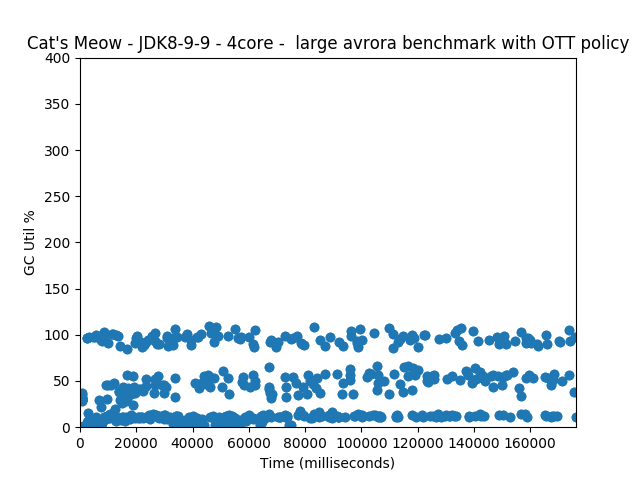 Cat's Meow - JDK8-9-9 - 4core -  large avrora benchmark with OTT policy
400
350
300
250
200
150
100
50
0
GC Util %
0 20000 40000 60000 80000 100000 120000 140000 160000
Time (milliseconds)